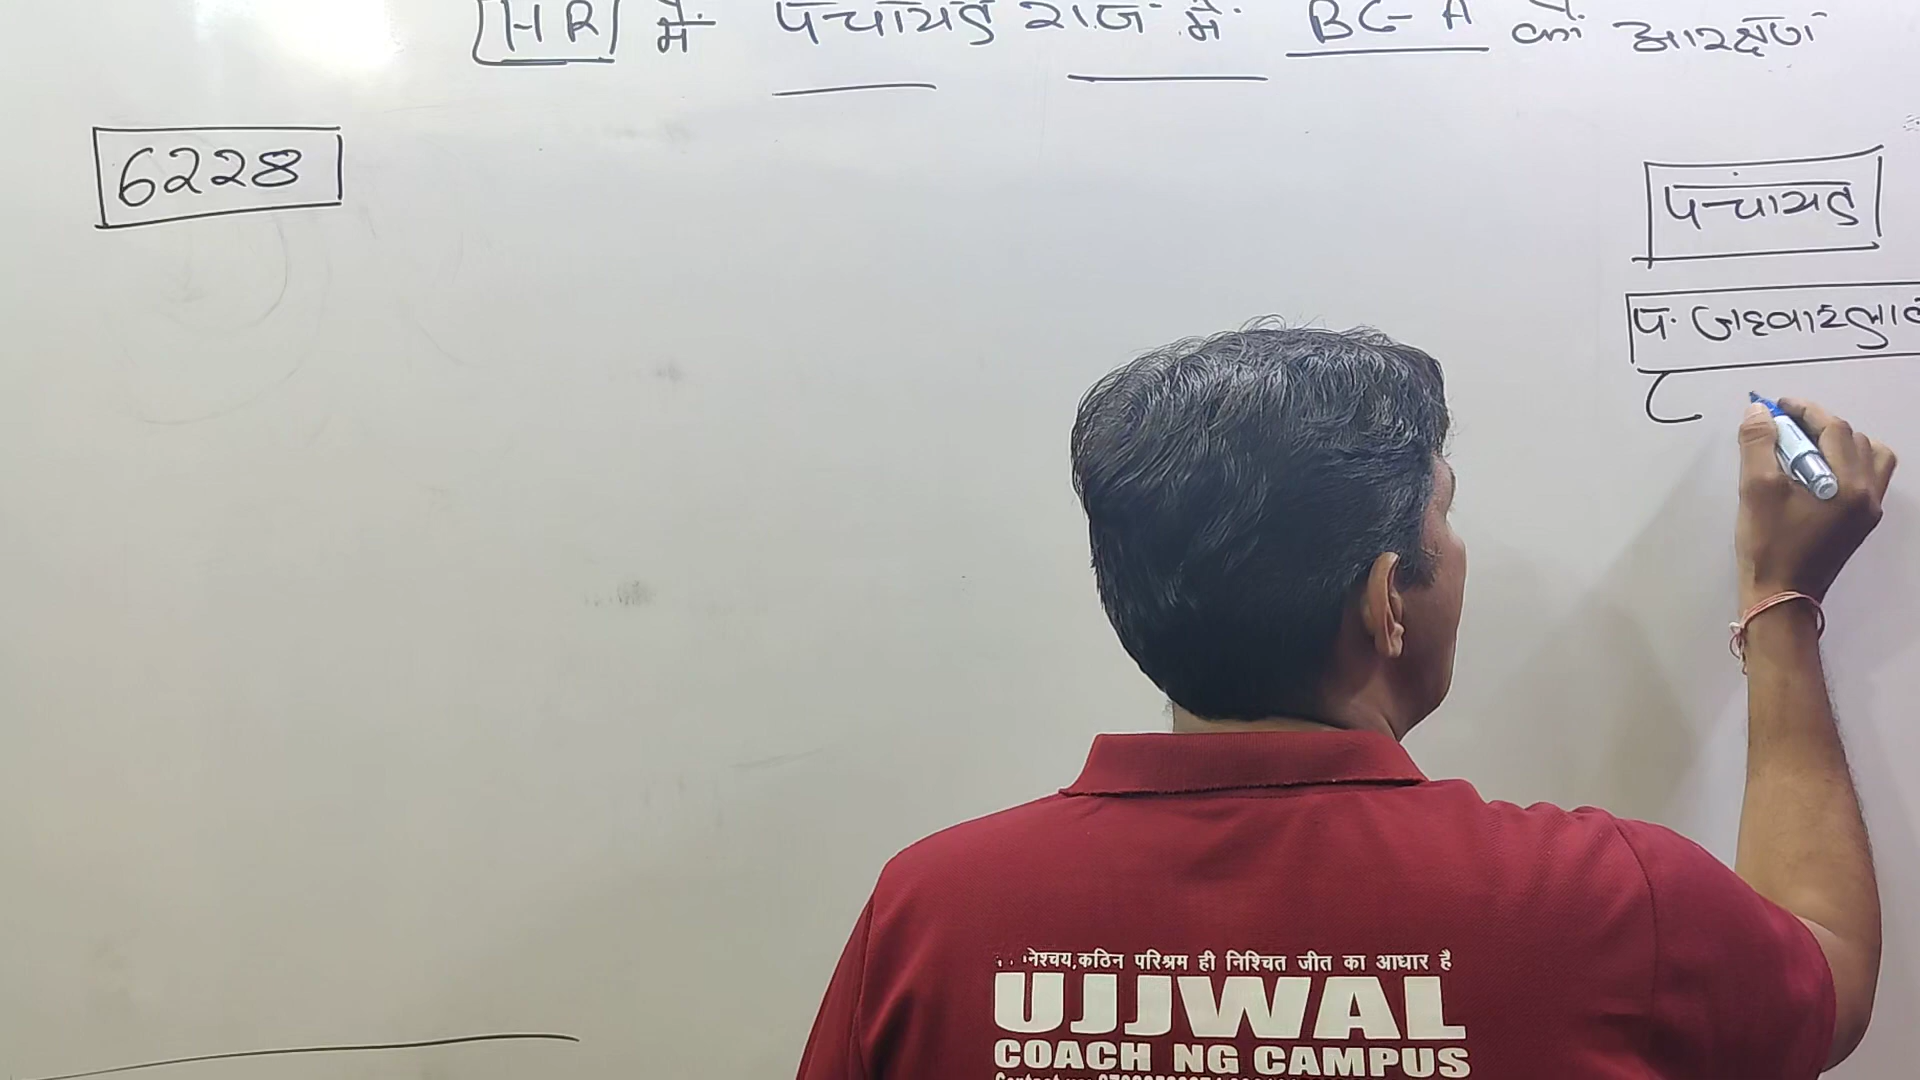 HR में पंचायत राज में BC-A को आरक्षण
6228
पंचायत
पं. जवाहरलाल
निश्चय,कठिन परिश्रम ही निश्चित जीत का आधार है
UJJWAL
COACH NG CAMPUS